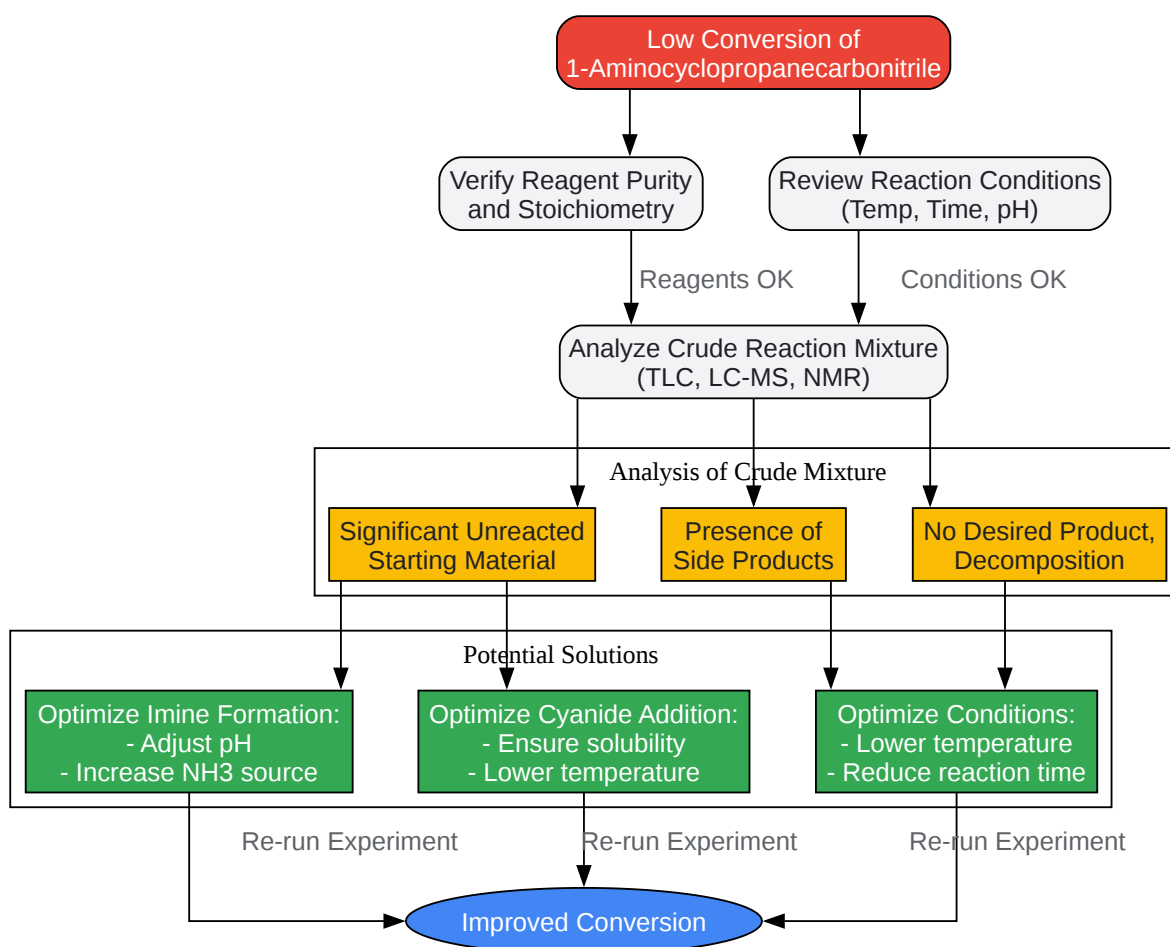 Low Conversion of
1-Aminocyclopropanecarbonitrile
Verify Reagent Purity
and Stoichiometry
Review Reaction Conditions
(Temp, Time, pH)
Reagents OK
Conditions OK
Analyze Crude Reaction Mixture
(TLC, LC-MS, NMR)
Analysis of Crude Mixture
Significant Unreacted
Starting Material
Presence of
Side Products
No Desired Product,
Decomposition
Potential Solutions
Optimize Imine Formation:
- Adjust pH
- Increase NH3 source
Optimize Cyanide Addition:
- Ensure solubility
- Lower temperature
Optimize Conditions:
- Lower temperature
- Reduce reaction time
Re-run Experiment
Re-run Experiment
Re-run Experiment
Improved Conversion